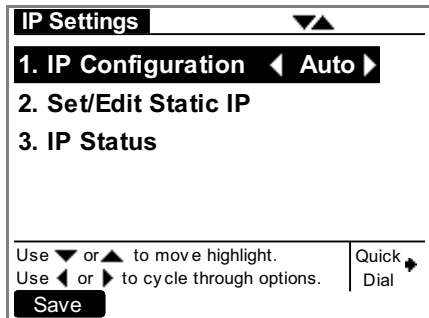 IP Settings ▼▲
1. IP Configuration ◀ Auto ▶
2. Set/Edit Static IP
3. IP Status
Use ▼ or ▲ to move highlight.
Use ◀ or ▶ to cycle through options.
Quick
Dial
Save